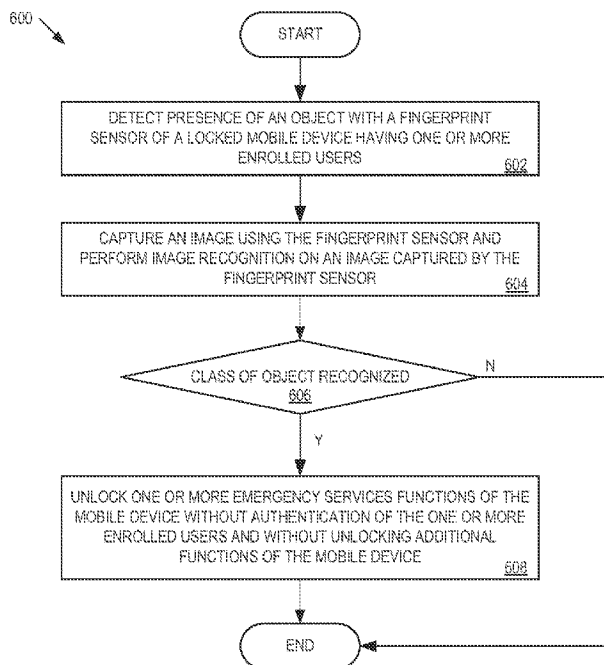 600
START
DETECT PRESENCE OF AN OBJECT WITH A FINGERPRINT
SENSOR OF A LOCKED MOBILE DEVICE HAVING ONE OR MORE
ENROLLED USERS
602
CAPTURE AN IMAGE USING THE FINGERPRINT SENSOR AND
PERFORM IMAGE RECOGNITION ON AN IMAGE CAPTURED BY THE
FINGERPRINT SENSOR
604
CLASS OF OBJECT RECOGNIZED
606
N
Y
UNLOCK ONE OR MORE EMERGENCY SERVICES FUNCTIONS OF THE
MOBILE DEVICE WITHOUT AUTHENTICATION OF THE ONE OR MORE
ENROLLED USERS AND WITHOUT UNLOCKING ADDITIONAL
FUNCTIONS OF THE MOBILE DEVICE
608
END